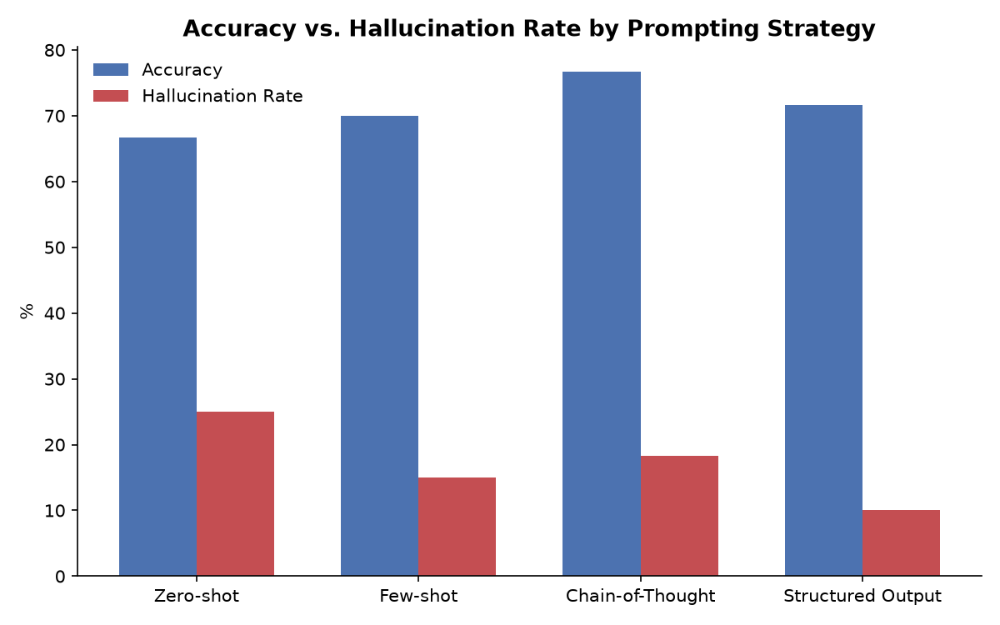 Accuracy vs. Hallucination Rate by Prompting Strategy
Accuracy
Hallucination Rate
%
80
70
60
50
40
30
20
10
0
Zero-shot Few-shot Chain-of-Thought Structured Output